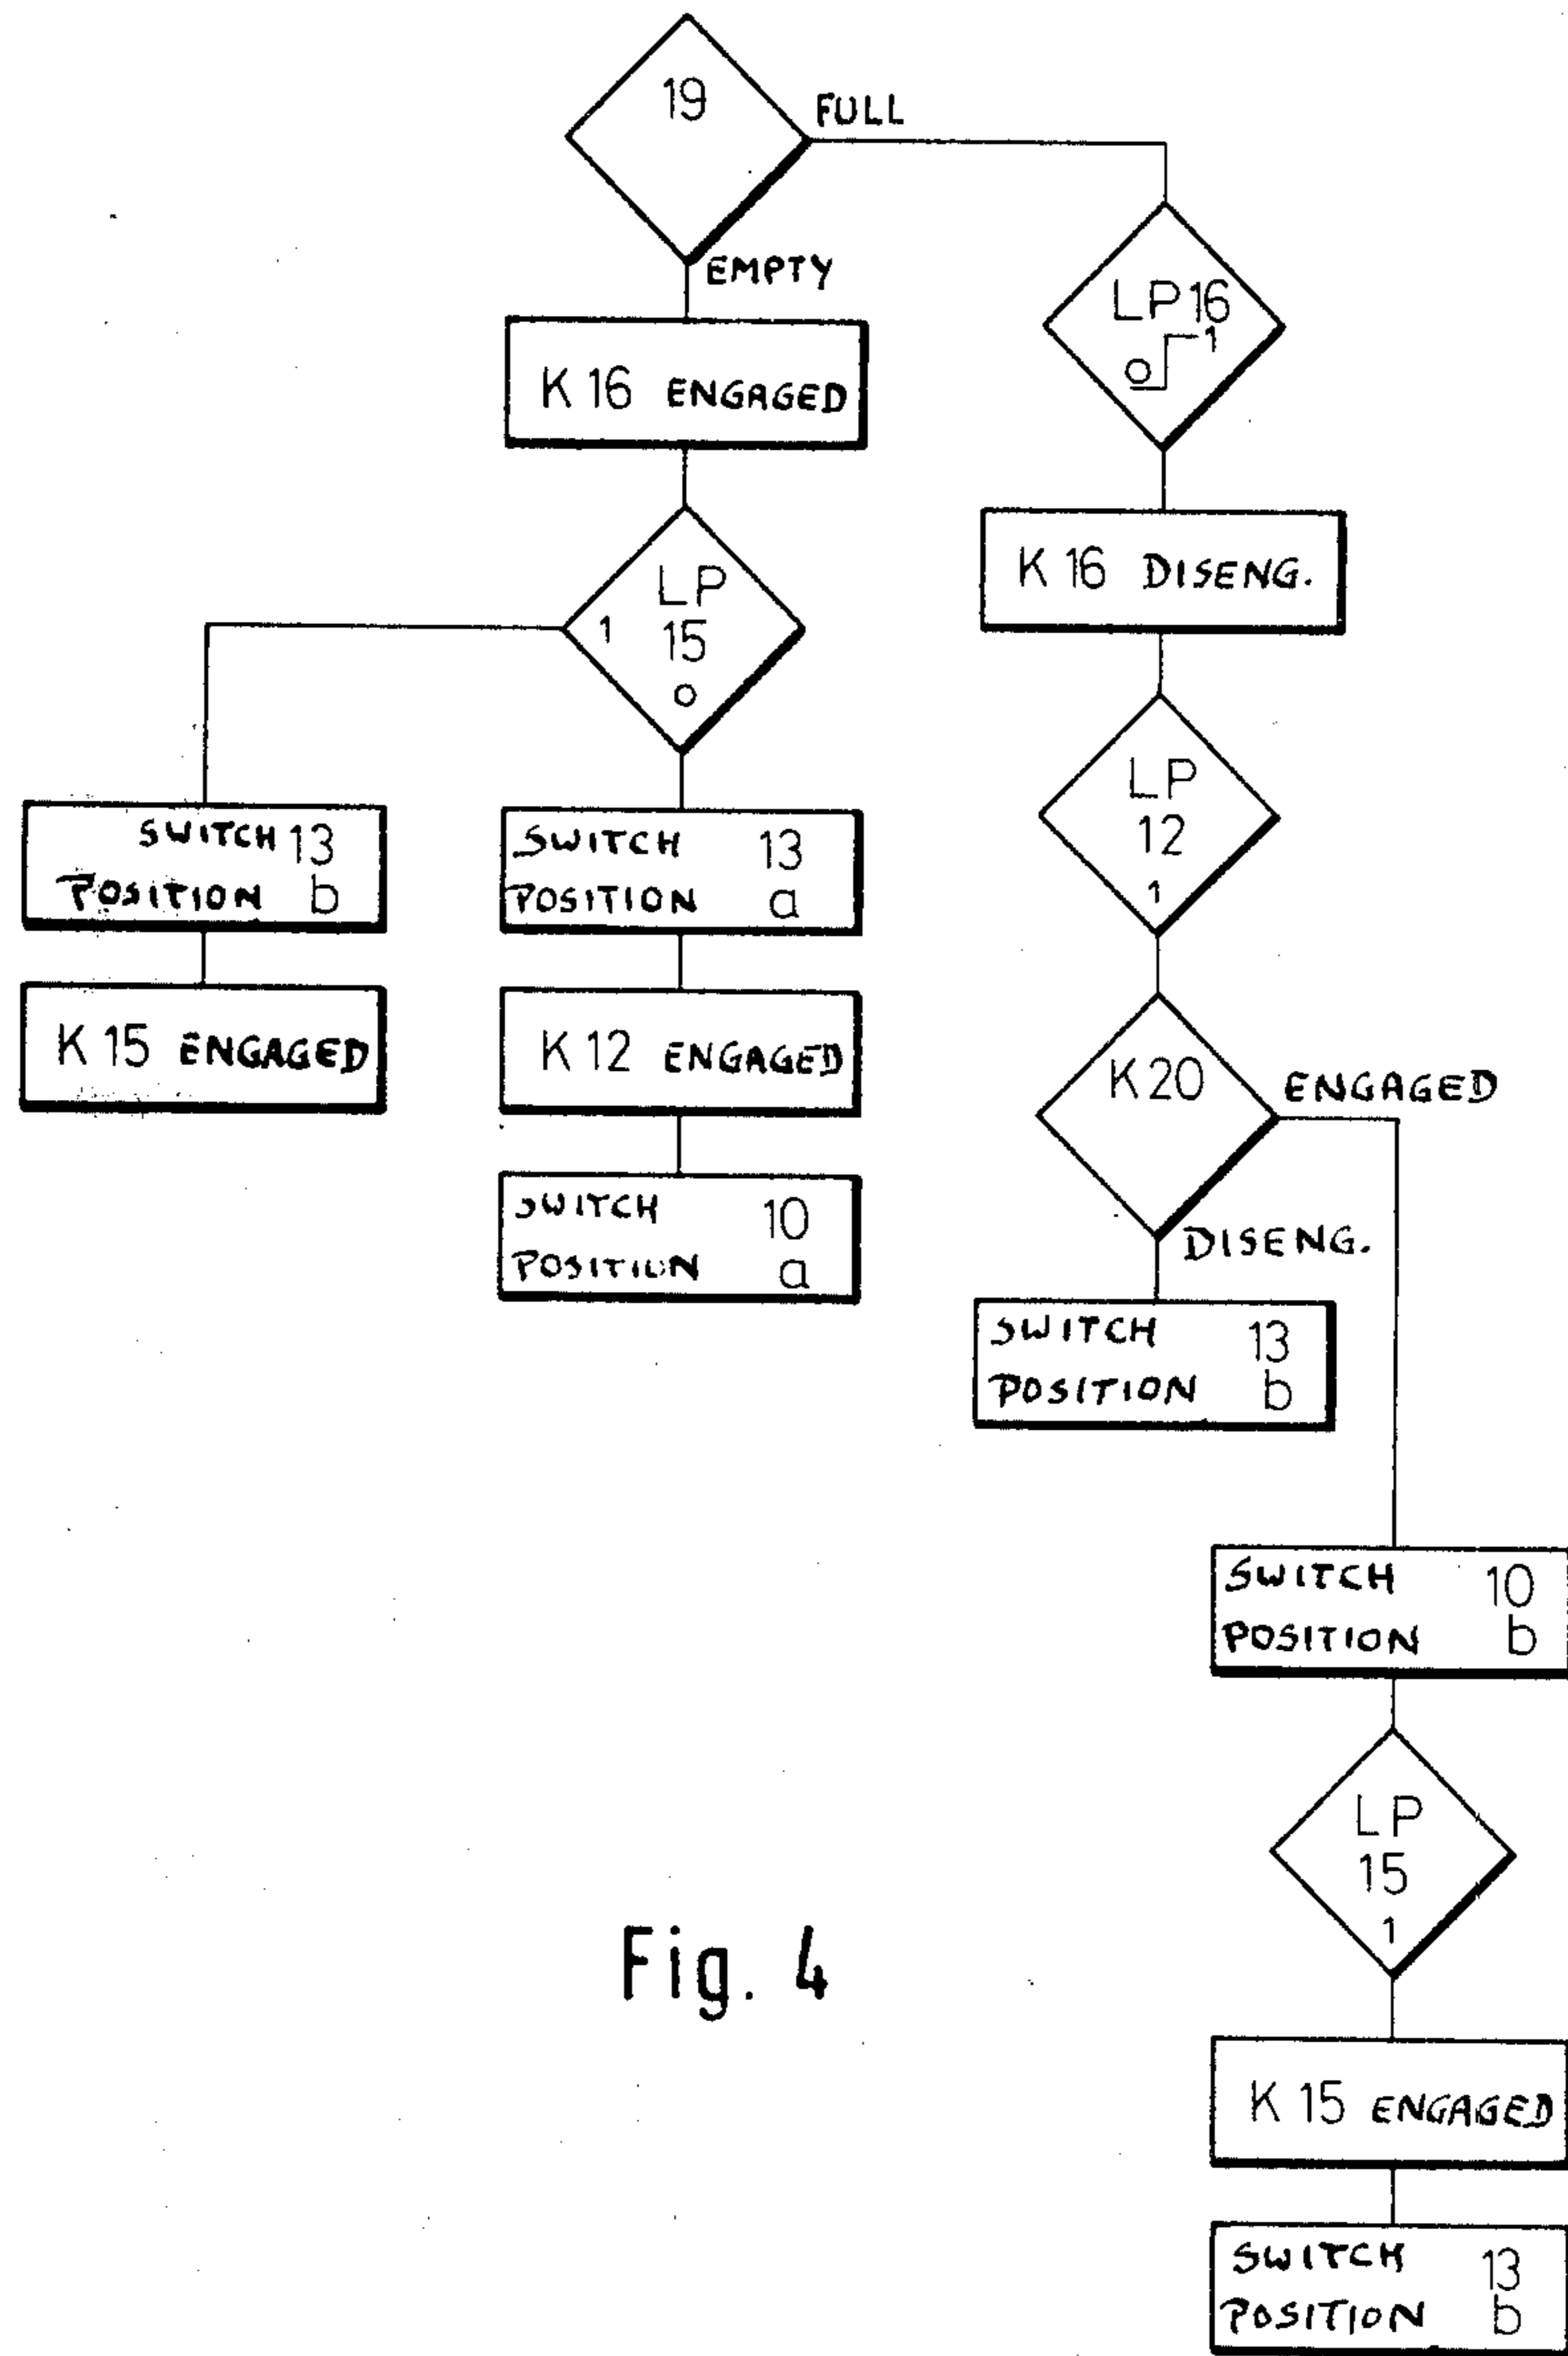 19
FULL
EMPTY
LP16
0 1
K 16 ENGAGED
K 16 DISENG.
LP
1 15
0
LP
12
1
SWITCH 13
POSITION b
SWITCH 13
POSITION a
K 15 ENGAGED
K 12 ENGAGED
K20
ENGAGED
DISENG.
SWITCH 10
POSITION a
SWITCH 13
POSITION b
SWITCH 10
POSITION b
LP
15
1
Fig. 4
K 15 ENGAGED
SWITCH 13
POSITION b